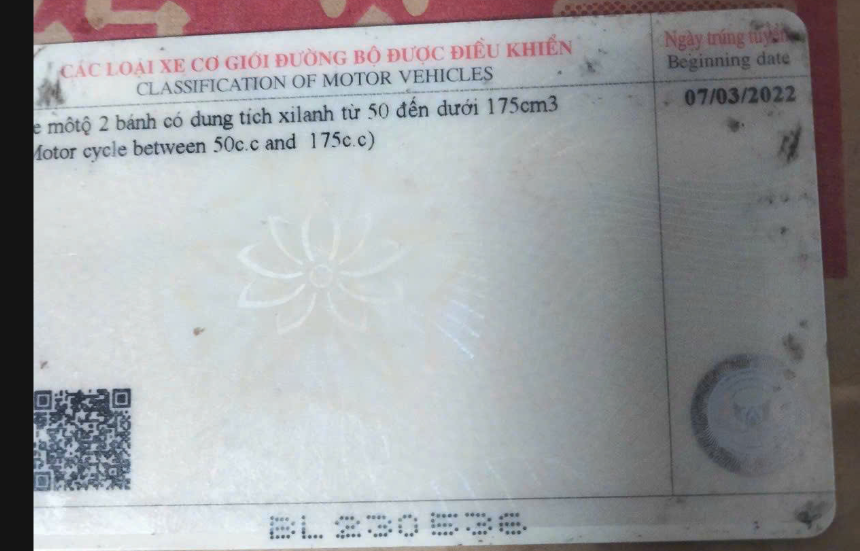 CÁC LOẠI XE CƠ GIỚI ĐƯỜNG BỘ ĐƯỢC ĐIỀU KHIỂN
CLASSIFICATION OF MOTOR VEHICLES
Ngày trúng tuyển
Beginning date
e môtô 2 bánh có dung tích xilanh từ 50 đến dưới 175cm3
Motor cycle between 50c.c and 175c.c)
07/03/2022
BL230536